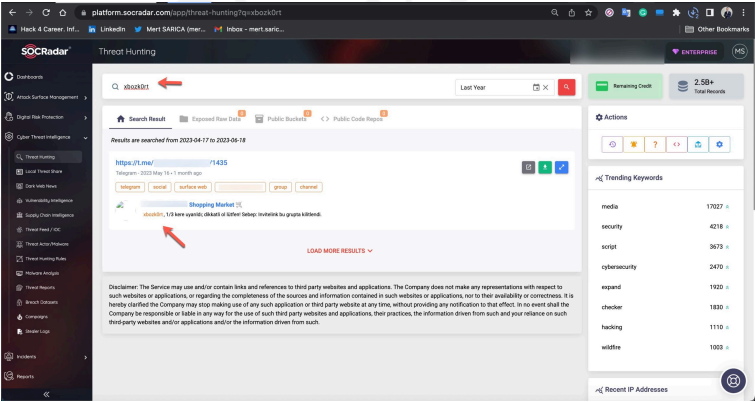 platform.socradar.com/app/threat-hunting?q=xbozk0rt
Hack 4 Career. Inf... LinkedIn Mert SARICA (mer... Inbox - mert.saric... Other Bookmarks
SOCRadar Threat Hunting ENTERPRISE MS
Dashboards
Attack Surface Management
Digital Risk Protection
Cyber Threat Intelligence
Threat Hunting
Local Threat Share
Dark Web News
Vulnerability Intelligence
Supply Chain Intelligence
Threat Feed / IOC
Threat Actor/Malware
Threat Hunting Rules
Malware Analysis
Threat Reports
Breach Datasets
Campaigns
Stealer Logs
Incidents
Reports
xbozk0rt Last Year
Search Result Exposed Raw Data 0 Public Buckets 0 Public Code Repos 0
Results are searched from 2023-04-17 to 2023-06-18
https://t.me/ /1435
Telegram - 2023 May 16 - 1 month ago
telegram social surface web group channel
Shopping Market
xbozk0rt, 1/3 kere uyarıldı; dikkatli ol lütfen! Sebep: Invitelink bu grupta kilitlendi.
LOAD MORE RESULTS
Disclaimer: The Service may use and/or contain links and references to third party websites and applications. The Company does not make any representations with respect to
such websites or applications, or regarding the completeness of the sources and information contained in such websites or applications, nor to their availability or correctness. It is
hereby clarified the Company may stop making use of any such application or third party website at any time, without providing any notification to that effect. In no event shall the
Company be responsible or liable in any way for the use of such third party websites and applications, their practices, the information driven from such and your reliance on such
third-party websites and/or applications and/or the information driven from such.
Remaining Credit
2.5B+
Total Records
Actions
Trending Keywords
media 17027
security 4218
script 3673
cybersecurity 2470
expand 1920
checker 1830
hacking 1110
wildfire 1003
Recent IP Addresses